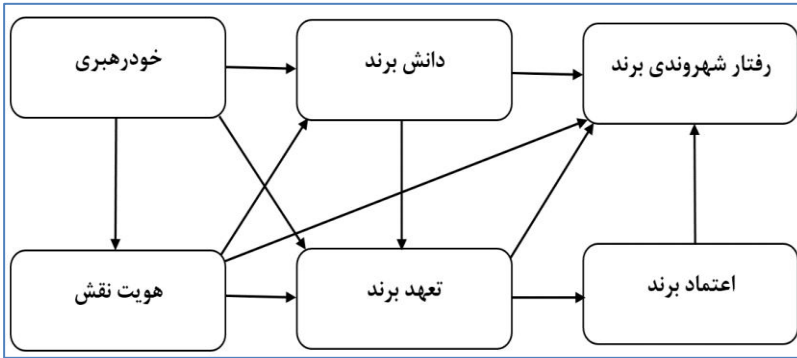 خودرهبری
دانش برند
رفتار شهروندی برند
هویت نقش
تعهد برند
اعتماد برند